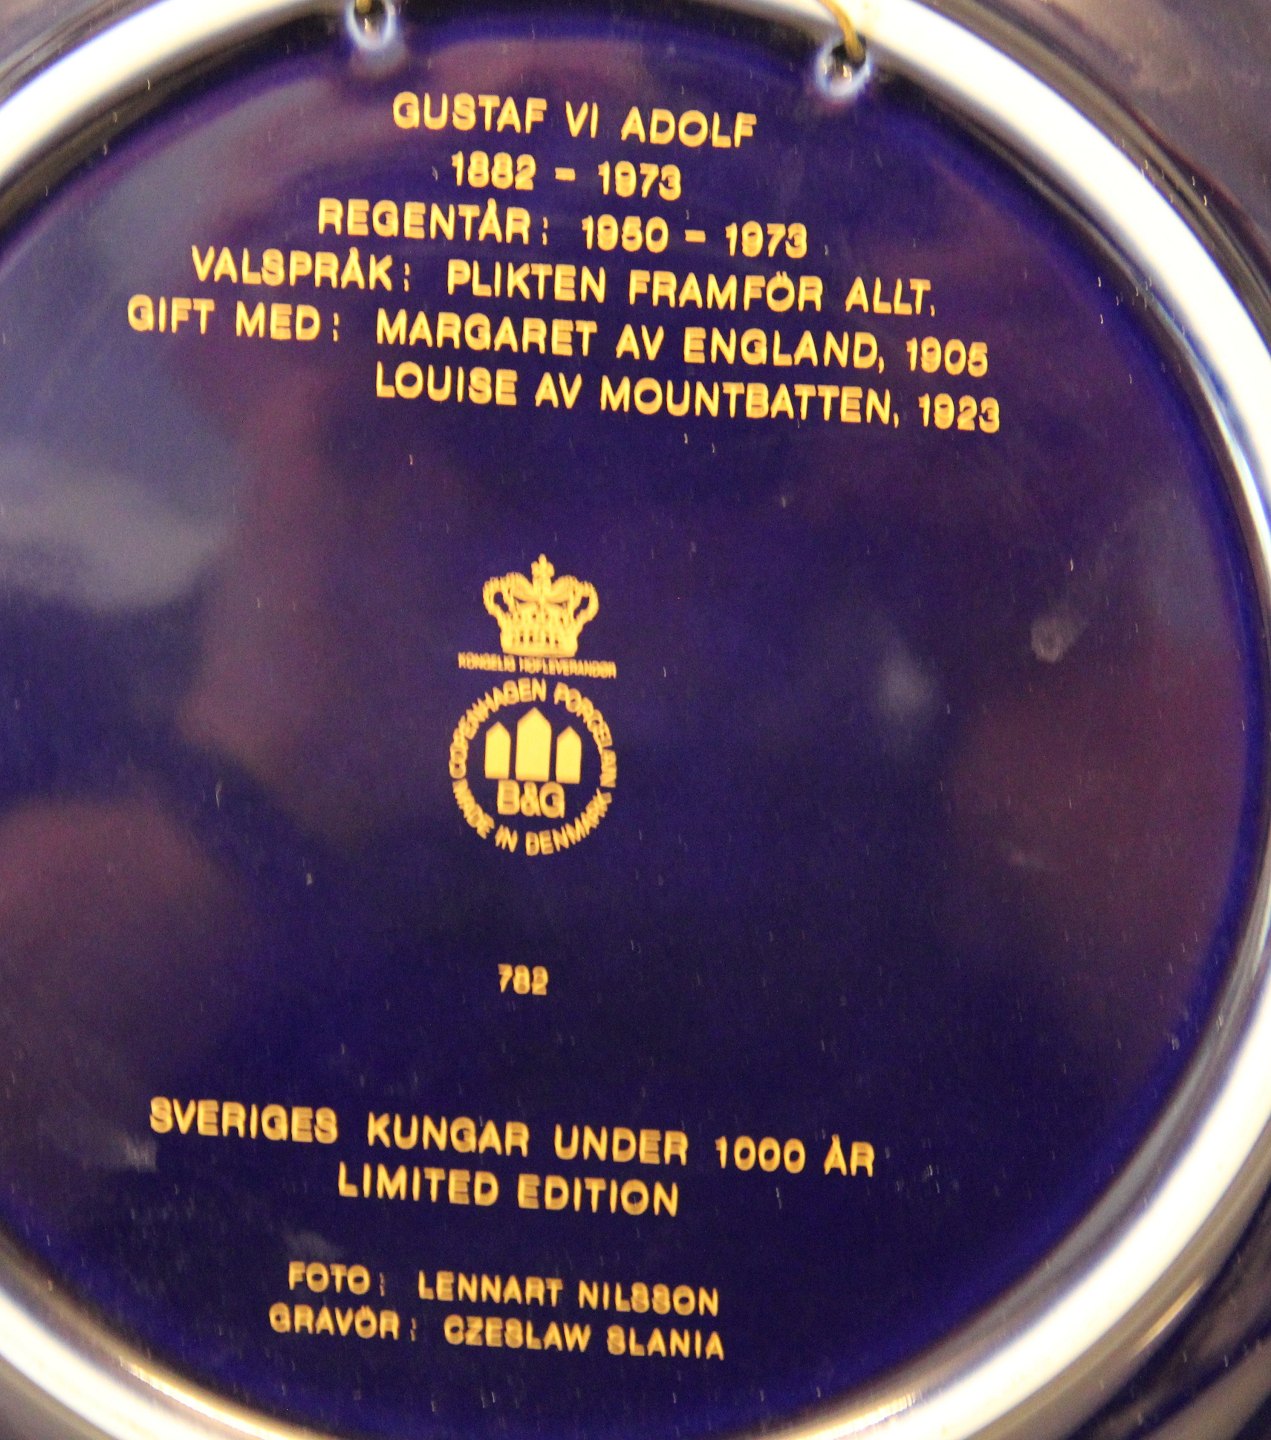 GUSTAF VI ADOLF
1882 - 1973
REGENTÅR: 1950 - 1973
VALSPRÅK: PLIKTEN FRAMFÖR ALLT,
GIFT MED: MARGARET AV ENGLAND, 1905
LOUISE AV MOUNTBATTEN, 1923
KONGELIG HOFLEVERANDØR
COPENHAGEN PORCELAIN
B&G
MADE IN DENMARK
782
SVERIGES KUNGAR UNDER 1000 ÅR
LIMITED EDITION
FOTO: LENNART NILSSON
GRAVÖR: CZESLAW SLANIA